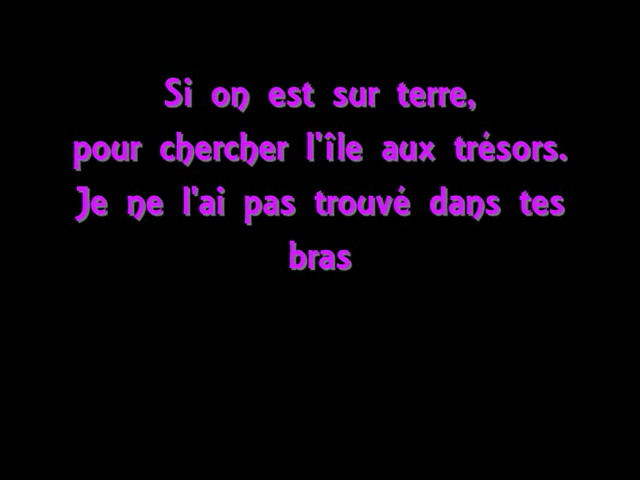 Si on est sur terre,
pour chercher l'île aux trésors.
Je ne l'ai pas trouvé dans tes
bras